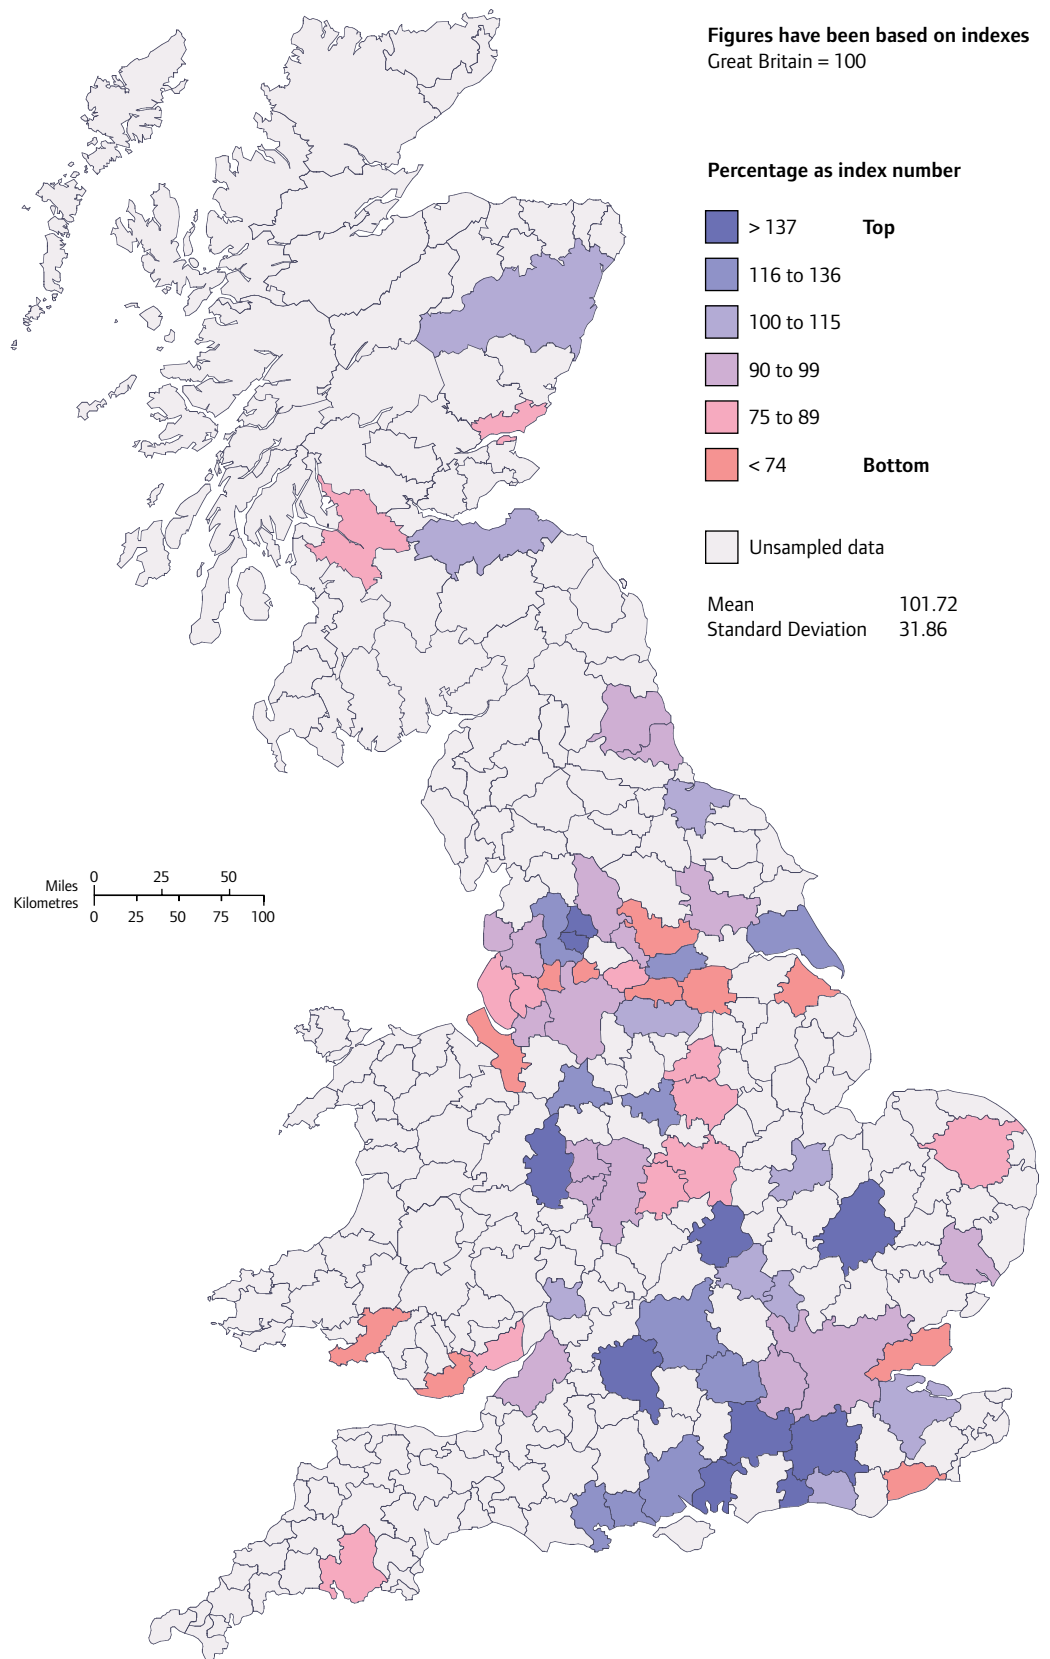 Figures have been based on indexes
Great Britain = 100
Percentage as index number
> 137 Top
116 to 136
100 to 115
90 to 99
75 to 89
< 74 Bottom
Unsampled data
Mean 101.72
Standard Deviation 31.86
0 25 50
Miles
Kilometres
0 25 50 75 100